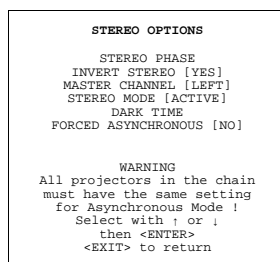 STEREO OPTIONS
STEREO PHASE
INVERT STEREO [YES]
MASTER CHANNEL [LEFT]
STEREO MODE [ACTIVE]
DARK TIME
FORCED ASYNCHRONOUS [NO]
WARNING
All projectors in the chain
must have the same setting
for Asynchronous Mode !
Select with ↑ or ↓
then <ENTER>
<EXIT> to return